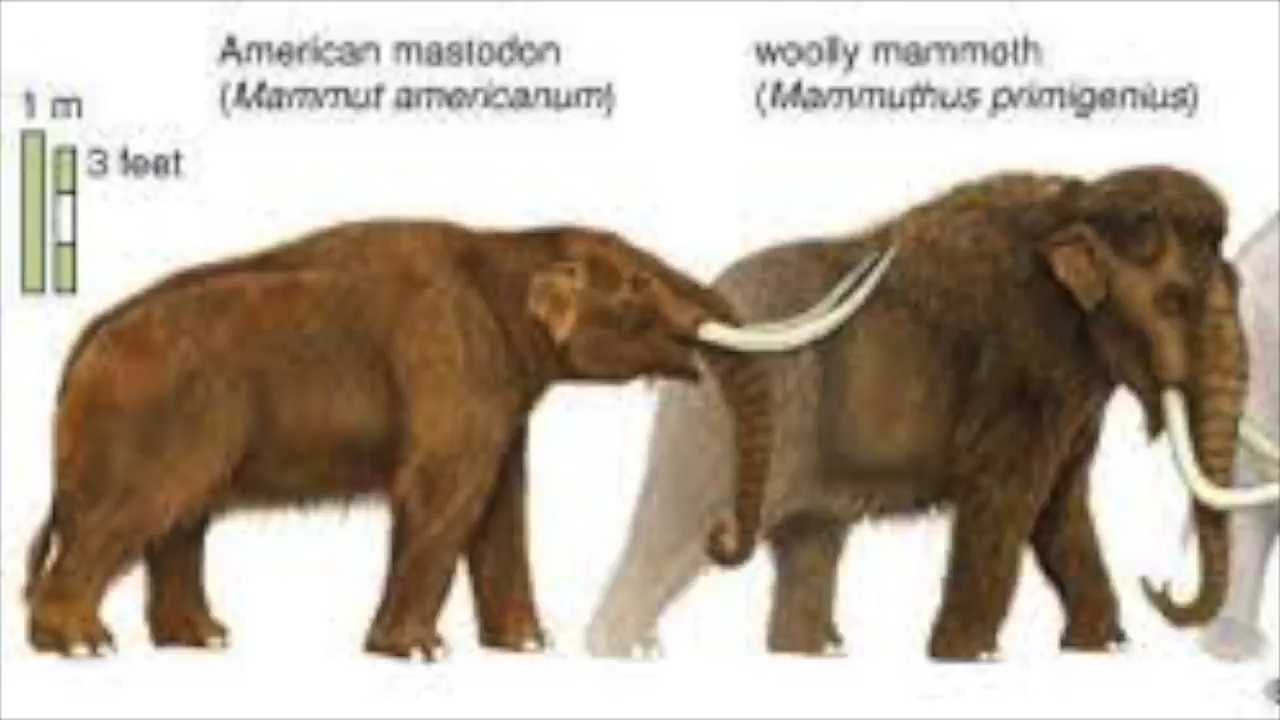 American mastodon
(Mammut americanum)
woolly mammoth
(Mammuthus primigenius)
1 m
3 feet